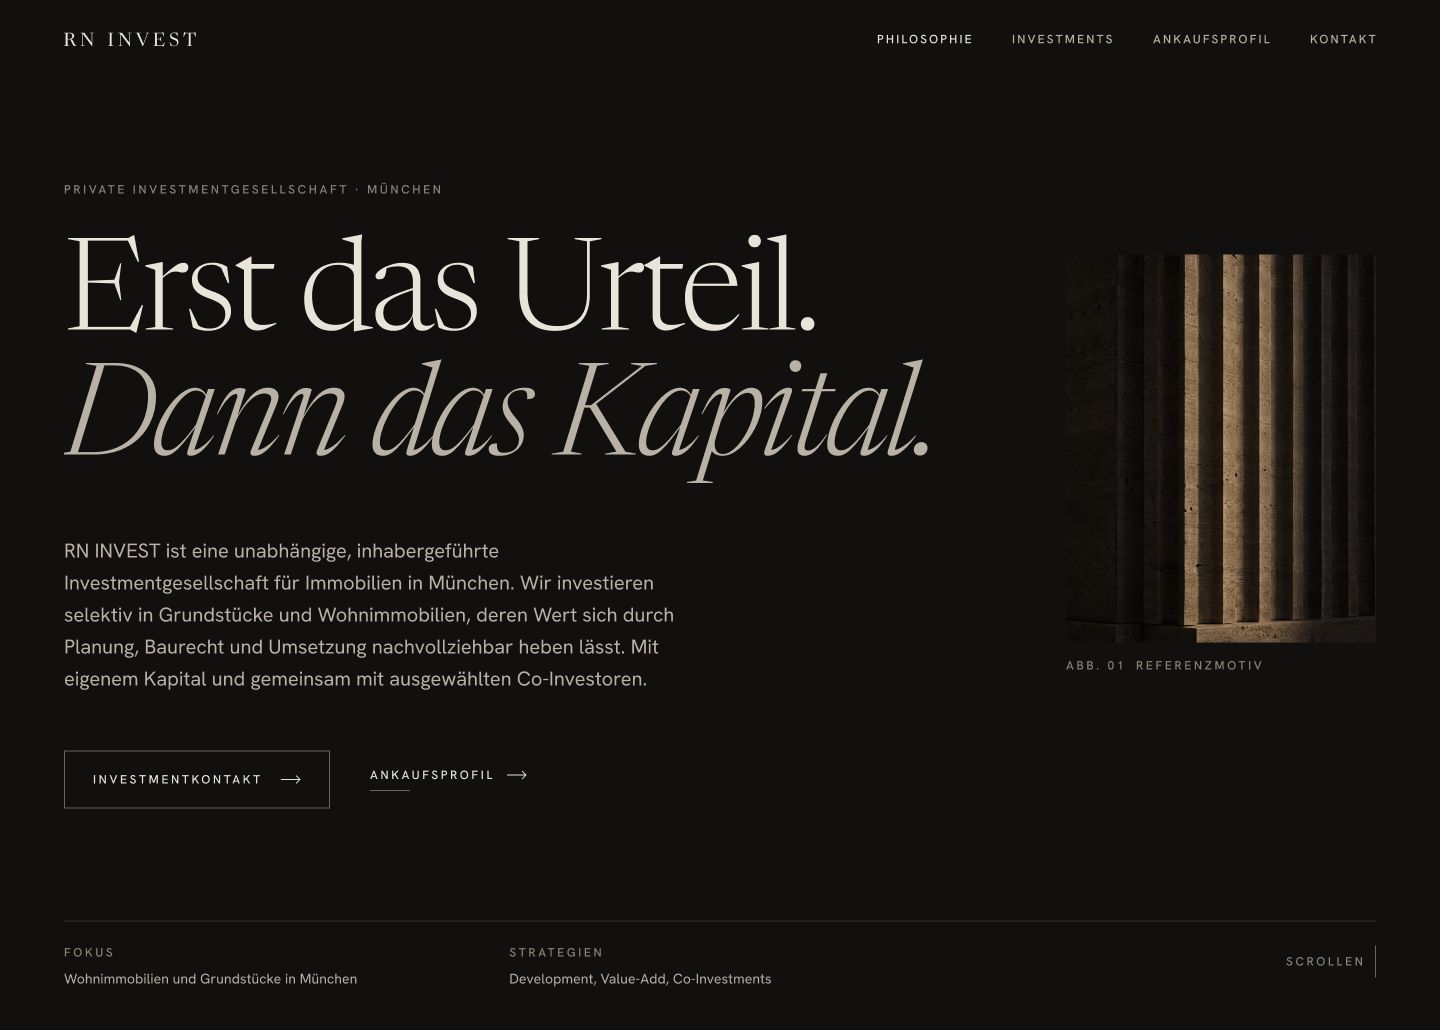 RN INVEST
PHILOSOPHIE
INVESTMENTS
ANKAUFSPROFIL
KONTAKT
PRIVATE INVESTMENTGESELLSCHAFT · MÜNCHEN
Erst das Urteil.
Dann das Kapital.
RN INVEST ist eine unabhängige, inhabergeführte
Investmentgesellschaft für Immobilien in München. Wir investieren
selektiv in Grundstücke und Wohnimmobilien, deren Wert sich durch
Planung, Baurecht und Umsetzung nachvollziehbar heben lässt. Mit
eigenem Kapital und gemeinsam mit ausgewählten Co-Investoren.
ABB. 01 REFERENZMOTIV
INVESTMENTKONTAKT
ANKAUFSPROFIL
FOKUS
Wohnimmobilien und Grundstücke in München
STRATEGIEN
Development, Value-Add, Co-Investments
SCROLLEN